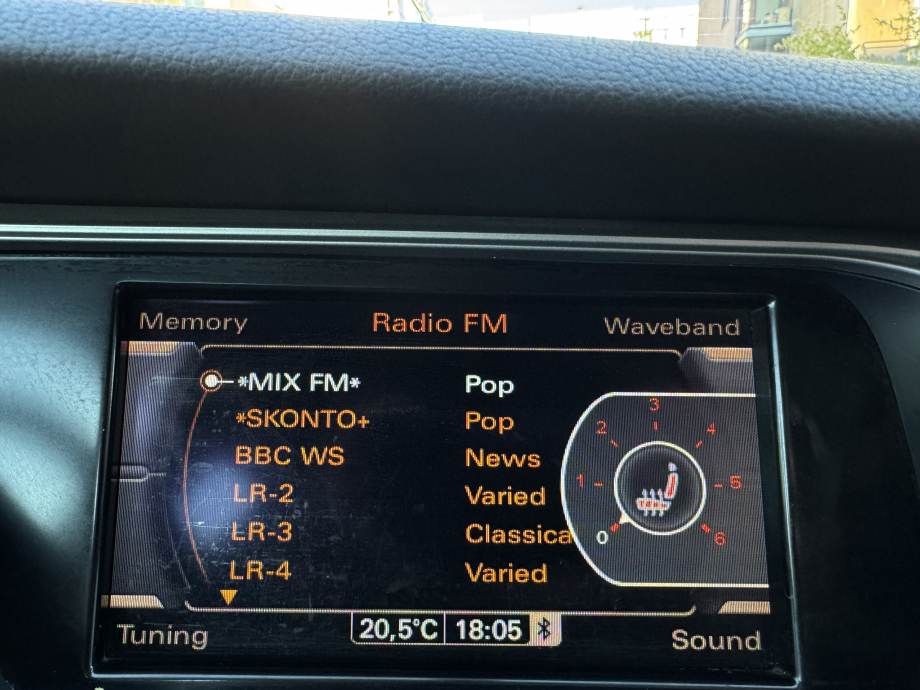 Memory Radio FM Waveband
*MIX FM* Pop
*SKONTO+ Pop
BBC WS News
LR-2 Varied
LR-3 Classica
LR-4 Varied
0 1 2 3 4 5 6
Tuning 20,5°C 18:05 Sound